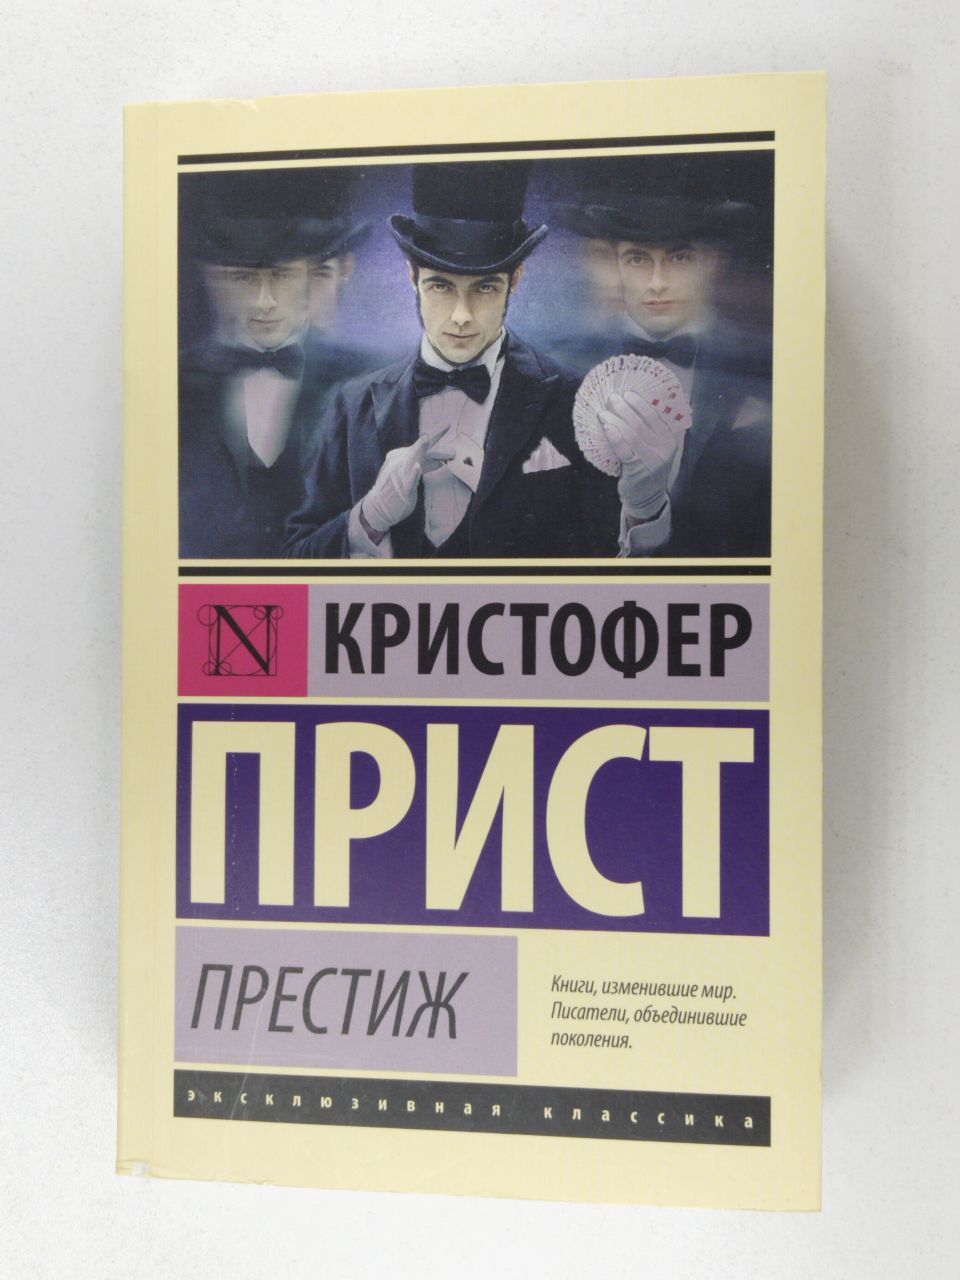 N
КРИСТОФЕР
ПРИСТ
ПРЕСТИЖ
Книги, изменившие мир.
Писатели, объединившие
поколения.
эксклюзивная классика